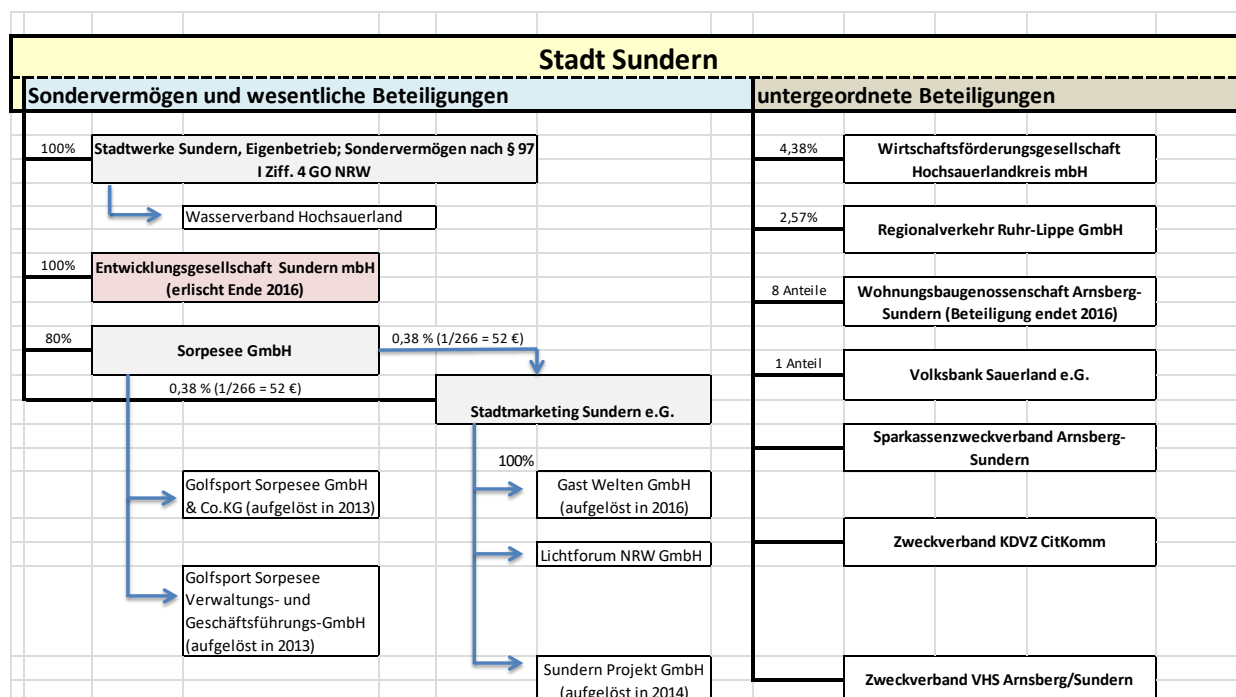 Stadt Sundern
Sondervermögen und wesentliche Beteiligungen
100%
Stadtwerke Sundern, Eigenbetrieb; Sondervermögen nach § 97
I Ziff. 4 GO NRW
Wasserverband Hochsauerland
100%
Entwicklungsgesellschaft Sundern mbH
(erlischt Ende 2016)
80%
Sorpesee GmbH
0,38 % (1/266 = 52 €)
0,38 % (1/266 = 52 €)
Stadtmarketing Sundern e.G.
Golfsport Sorpesee GmbH
& Co.KG (aufgelöst in 2013)
Golfsport Sorpesee
Verwaltungs- und
Geschäftsführungs-GmbH
(aufgelöst in 2013)
100%
Gast Welten GmbH
(aufgelöst in 2016)
Lichtforum NRW GmbH
Sundern Projekt GmbH
(aufgelöst in 2014)
untergeordnete Beteiligungen
4,38%
Wirtschaftsförderungsgesellschaft
Hochsauerlandkreis mbH
2,57%
Regionalverkehr Ruhr-Lippe GmbH
8 Anteile
Wohnungsbaugenossenschaft Arnsberg-
Sundern (Beteiligung endet 2016)
1 Anteil
Volksbank Sauerland e.G.
Sparkassenzweckverband Arnsberg-
Sundern
Zweckverband KDVZ CitKomm
Zweckverband VHS Arnsberg/Sundern